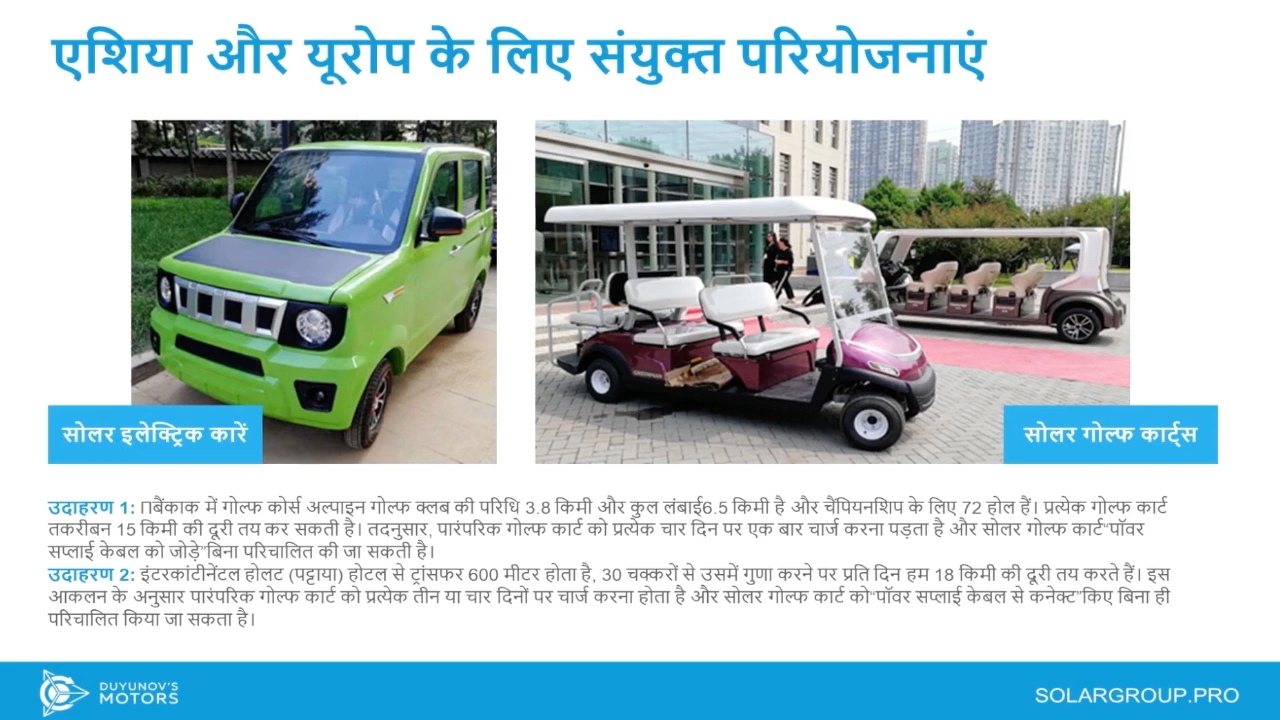 एशिया और यूरोप के लिए संयुक्त परियोजनाएं
सोलर इलेक्ट्रिक कारें
सोलर गोल्फ कार्ट्स
उदाहरण 1: बैंकाक में गोल्फ कोर्स अल्पाइन गोल्फ क्लब की परिधि 3.8 किमी और कुल लंबाई6.5 किमी है और चैंपियनशिप के लिए 72 होल हैं। प्रत्येक गोल्फ कार्ट
तकरीबन 15 किमी की दूरी तय कर सकती है। तदनुसार, पारंपरिक गोल्फ कार्ट को प्रत्येक चार दिन पर एक बार चार्ज करना पड़ता है और सोलर गोल्फ कार्ट“पॉवर
सप्लाई केबल को जोड़े”बिना परिचालित की जा सकती है।
उदाहरण 2: इंटरकांटीनेंटल होलट (पट्टाया) होटल से ट्रांसफर 600 मीटर होता है, 30 चक्करों से उसमें गुणा करने पर प्रति दिन हम 18 किमी की दूरी तय करते हैं। इस
आकलन के अनुसार पारंपरिक गोल्फ कार्ट को प्रत्येक तीन या चार दिनों पर चार्ज करना होता है और सोलर गोल्फ कार्ट को“पॉवर सप्लाई केबल से कनेक्ट”किए बिना ही
परिचालित किया जा सकता है।
DUYUNOV'S
MOTORS
SOLARGROUP.PRO